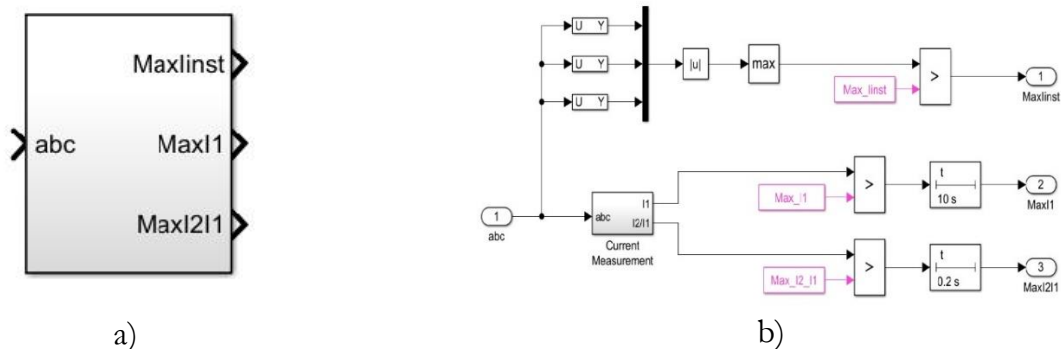 MaxIinst
abc
MaxI1
MaxI2I1
a)
U Y
U Y
U Y
|u|
max
Max_Iinst
>
1
MaxIinst
1
abc
abc
I1
I2/I1
Current
Measurement
Max_I1
>
t
10 s
2
MaxI1
Max_I2_I1
>
t
0.2 s
3
MaxI2I1
b)